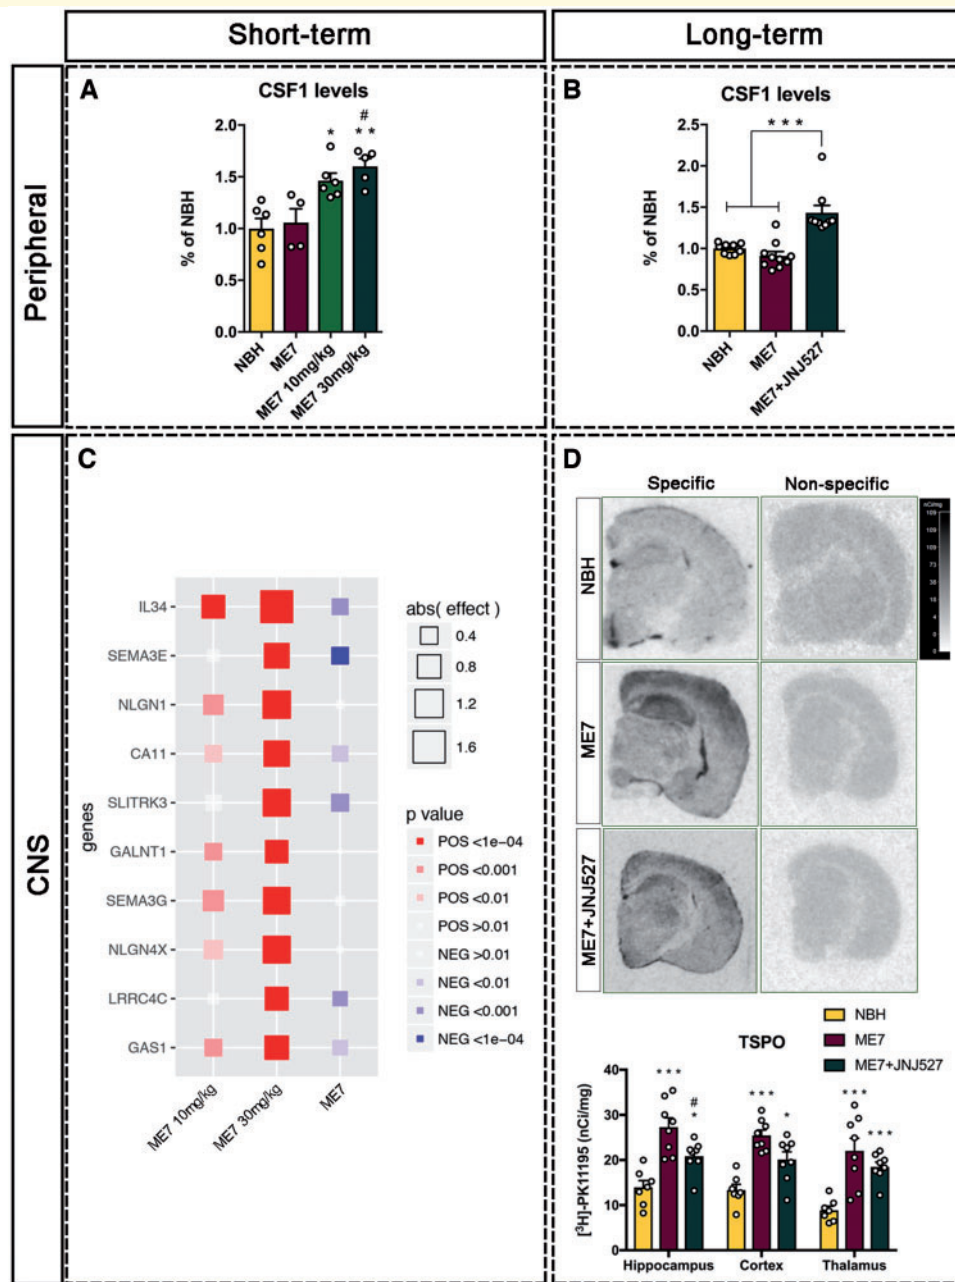 Short-term
Long-term
Peripheral
A
CSF1 levels
# 
* * *
% of NBH
2.0
1.5
1.0
0.5
0.0
NBH
ME7
ME7 10mg/kg
ME7 30mg/kg
B
CSF1 levels
* * *
% of NBH
2.5
2.0
1.5
1.0
0.5
0.0
NBH
ME7
ME7+JNJ527
CNS
C
genes
IL34
SEMA3E
NLGN1
CA11
SLITRK3
GALNT1
SEMA3G
NLGN4X
LRRC4C
GAS1
ME7 10mg/kg
ME7 30mg/kg
ME7
abs( effect )
0.4
0.8
1.2
1.6
p value
POS <1e-04
POS <0.001
POS <0.01
POS >0.01
NEG >0.01
NEG <0.01
NEG <0.001
NEG <1e-04
D
Specific
Non-specific
NBH
ME7
ME7+JNJ527
nCi/mg
NBH
ME7
ME7+JNJ527
TSPO
[³H]-PK11195 (nCi/mg)
40
30
20
10
0
* * *
#
*
* * *
*
* * *
* * *
Hippocampus
Cortex
Thalamus